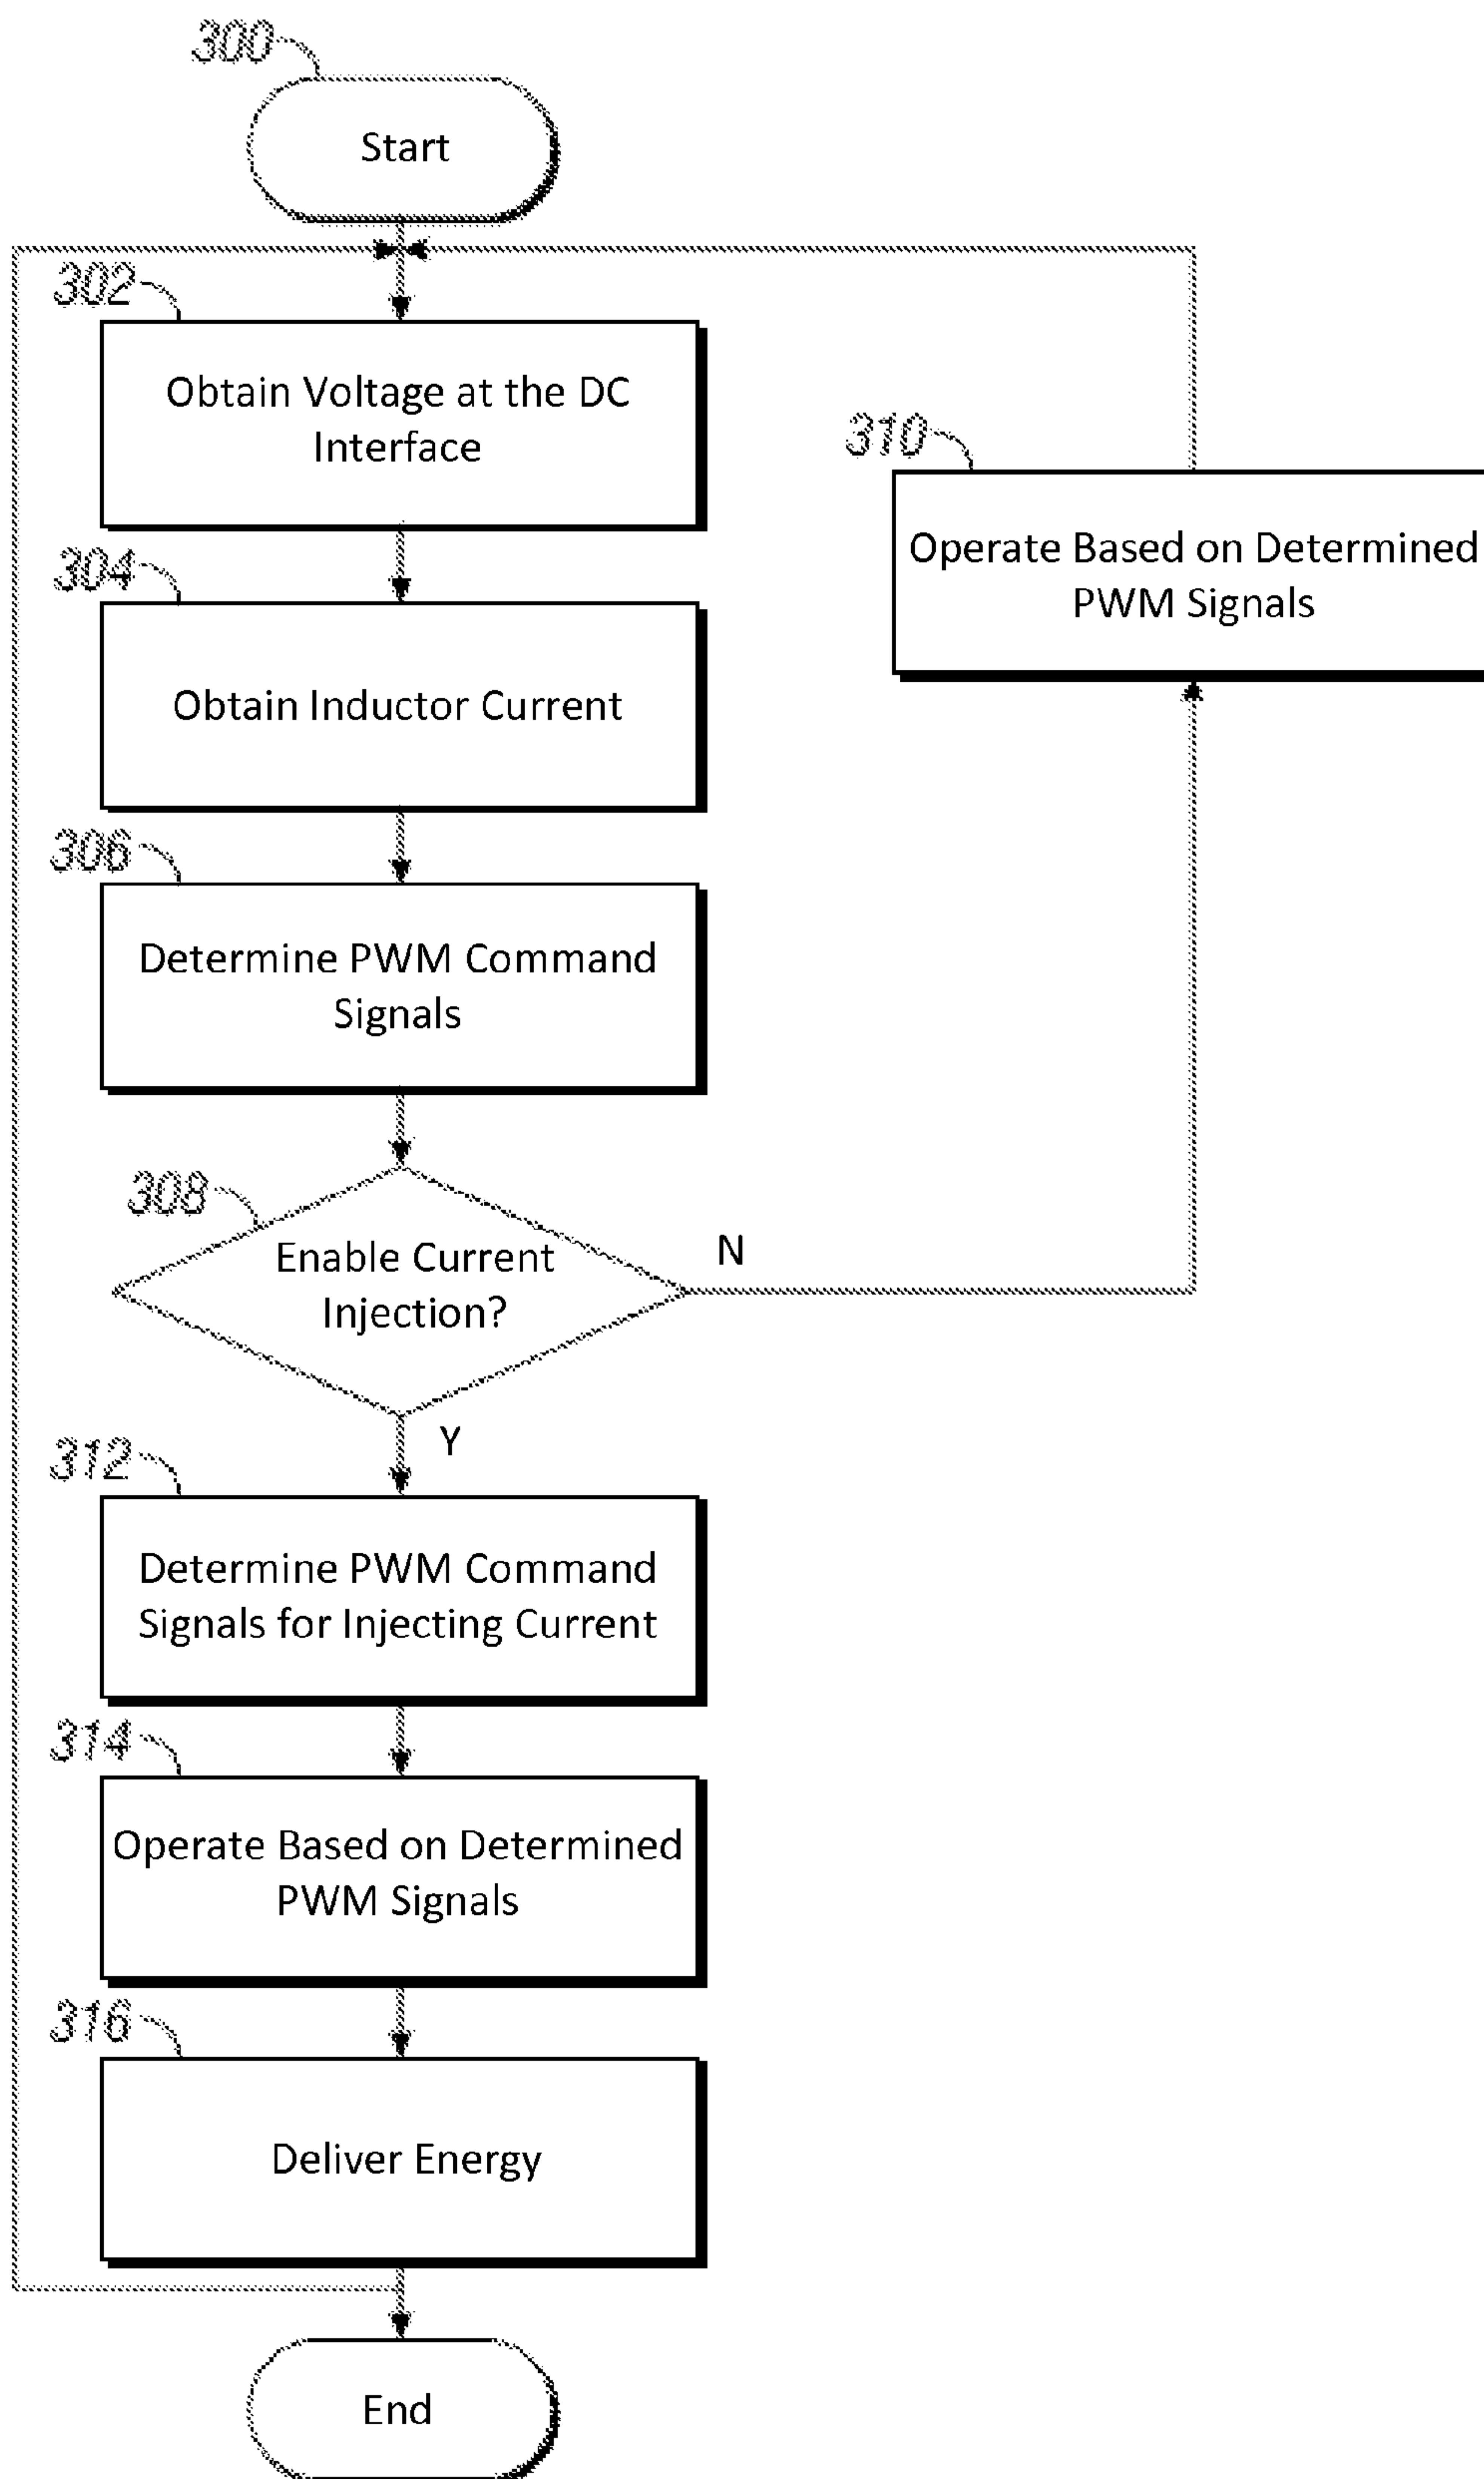 300
Start
302
Obtain Voltage at the DC
Interface
304
Obtain Inductor Current
306
Determine PWM Command
Signals
308
Enable Current
Injection?
N
310
Operate Based on Determined
PWM Signals
Y
312
Determine PWM Command
Signals for Injecting Current
314
Operate Based on Determined
PWM Signals
316
Deliver Energy
End